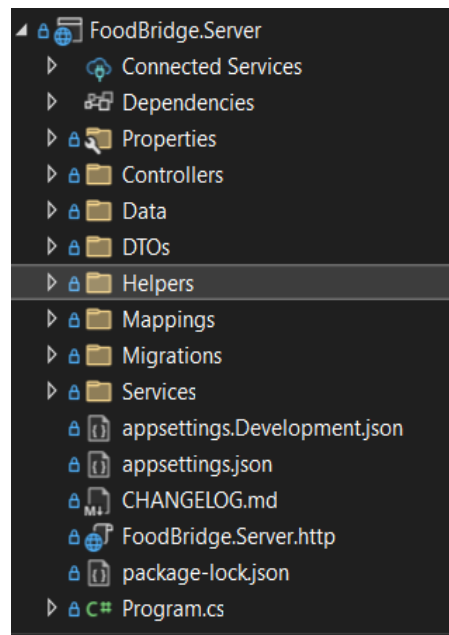 FoodBridge.Server
Connected Services
Dependencies
Properties
Controllers
Data
DTOs
Helpers
Mappings
Migrations
Services
appsettings.Development.json
appsettings.json
CHANGELOG.md
FoodBridge.Server.http
package-lock.json
C# Program.cs